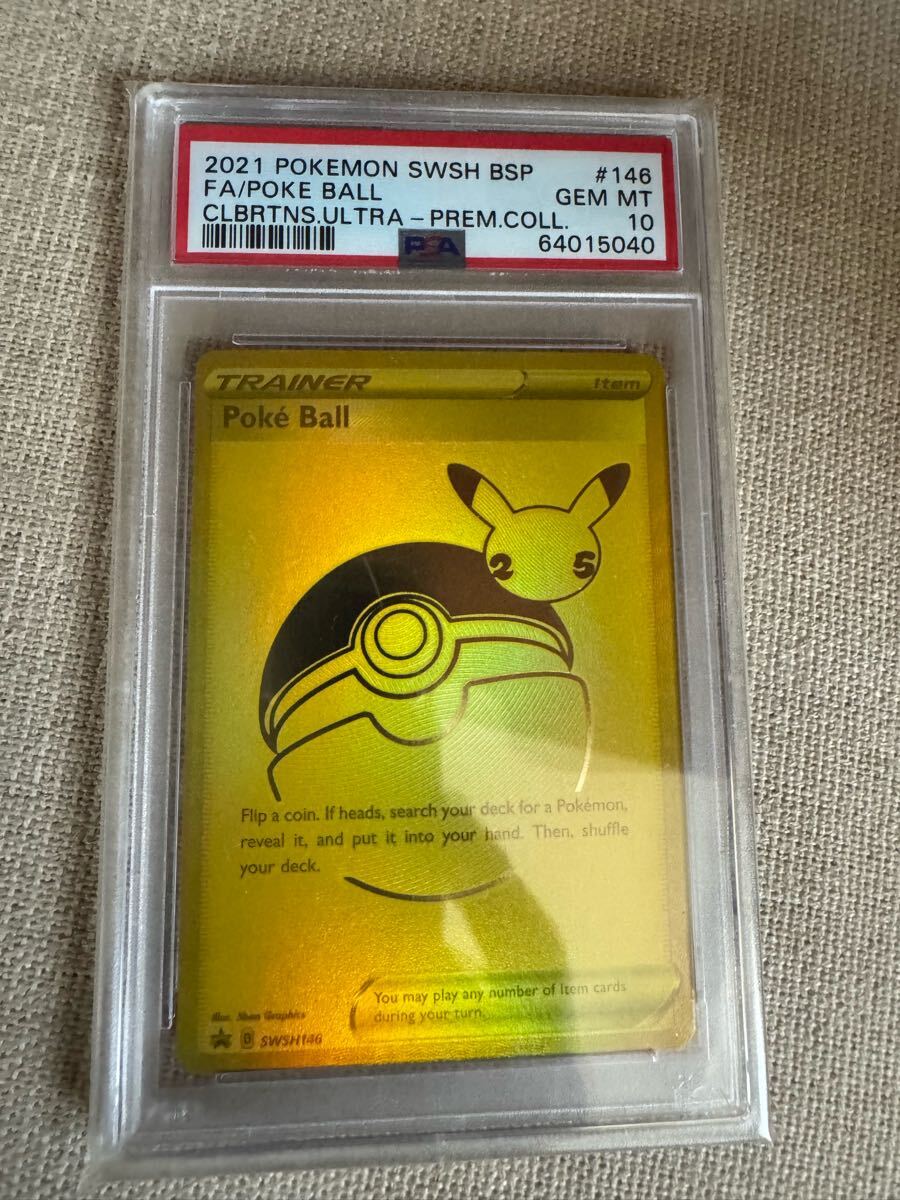 2021 POKEMON SWSH BSP #146
FA/POKE BALL GEM MT
CLBRTNS.ULTRA - PREM.COLL. 10
PSA 64015040
TRAINER Item
Poké Ball
2 5
Flip a coin. If heads, search your deck for a Pokémon,
reveal it, and put it into your hand. Then, shuffle
your deck.
You may play any number of Item cards
during your turn.
Illus. Shon Graphics
D SWSH146